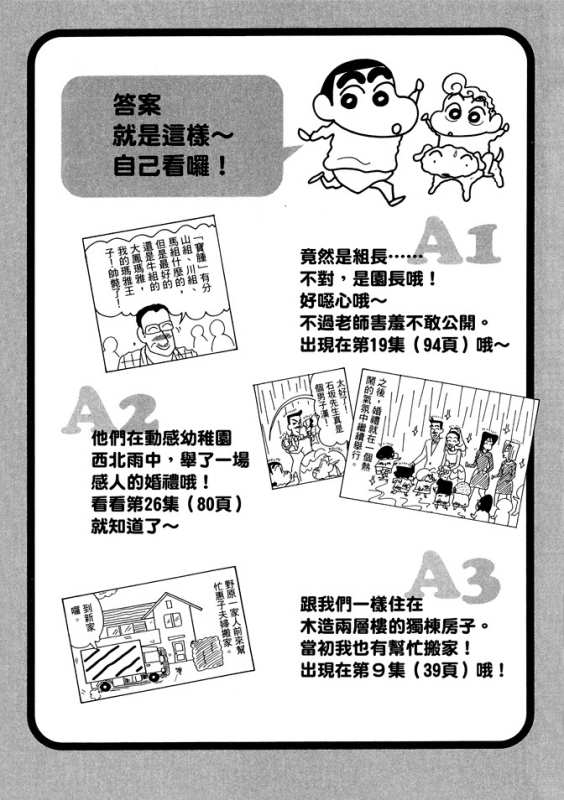 答案
就是這樣～
自己看囉！
A1
竟然是組長……
不對，是園長哦！
好噁心哦～
不過老師害羞不敢公開。
出現在第19集（94頁）哦～
「寶腫」有分
山組、川組、
馬組什麼的，
但是最好的
還是牛組的
大鳳瑪雅，
我的瑪雅王
子！帥斃了！
A2
他們在動感幼稚園
西北雨中，舉了一場
感人的婚禮哦！
看看第26集（80頁）
就知道了～
太好了！
石坂先生真是
個男子漢！
之後，婚禮就在一個熱
鬧的氣氛中繼續舉行。
A3
跟我們一樣住在
木造兩層樓的獨棟房子。
當初我也有幫忙搬家！
出現在第９集（39頁）哦！
野原一家人前來幫
忙惠子夫婦搬家。
到新家
囉。